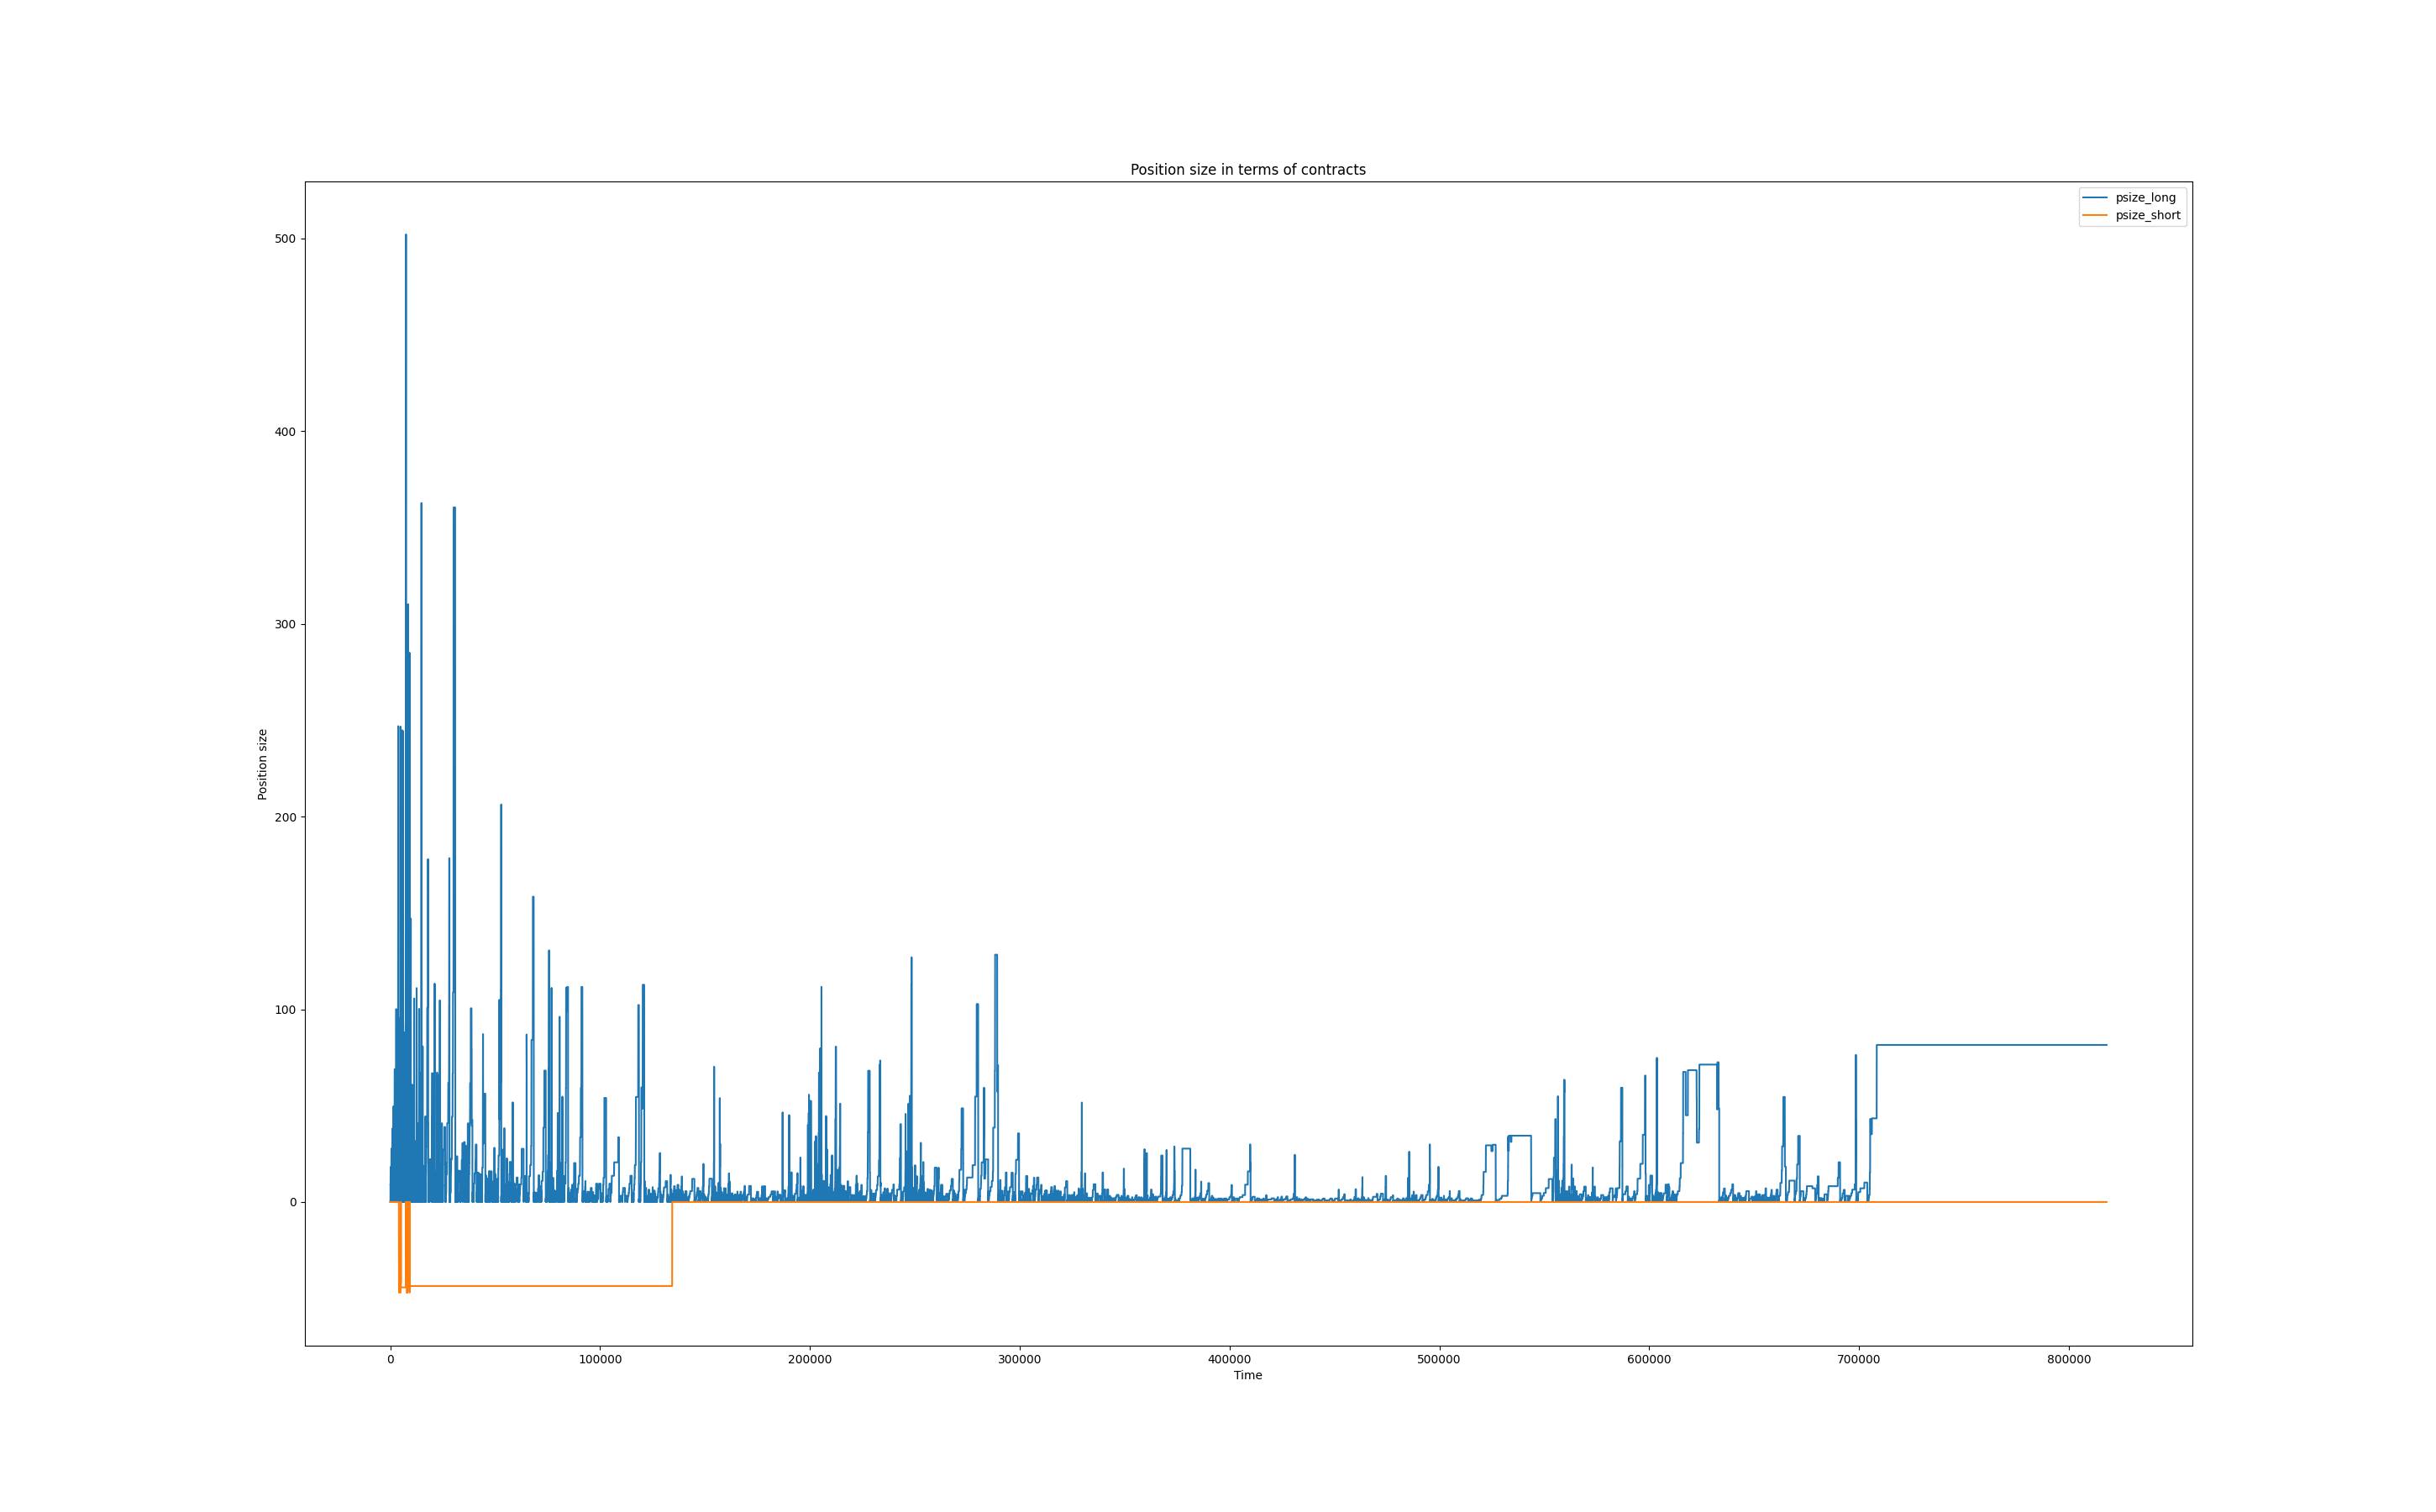 Position size in terms of contracts
psize_long
psize_short
500
400
300
200
100
0
Position size
0 100000 200000 300000 400000 500000 600000 700000 800000
Time